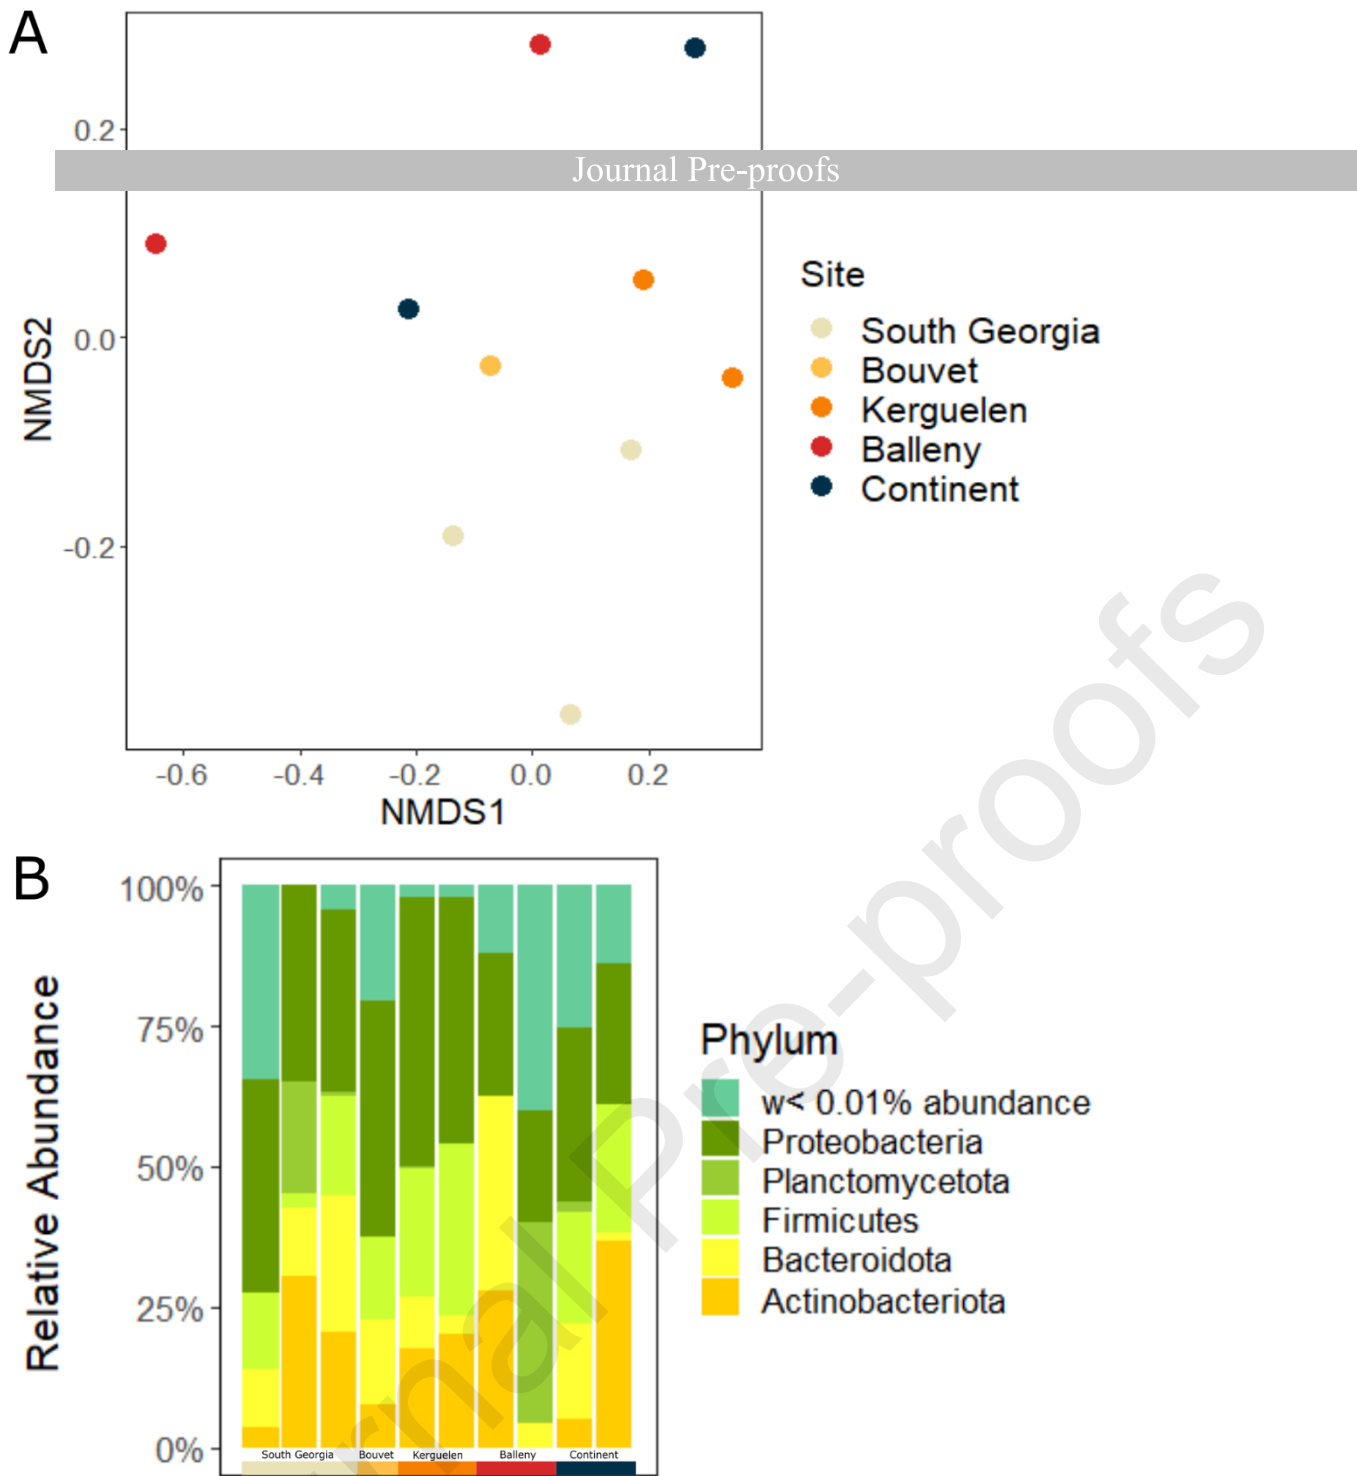 A
0.2
Journal Pre-proofs
0.0
-0.2
NMDS2
-0.6 -0.4 -0.2 0.0 0.2
NMDS1
Site
South Georgia
Bouvet
Kerguelen
Balleny
Continent
B
100%
75%
50%
25%
0%
Relative Abundance
South Georgia Bouvet Kerguelen Balleny Continent
Phylum
w< 0.01% abundance
Proteobacteria
Planctomycetota
Firmicutes
Bacteroidota
Actinobacteriota
rnal Pre-proofs